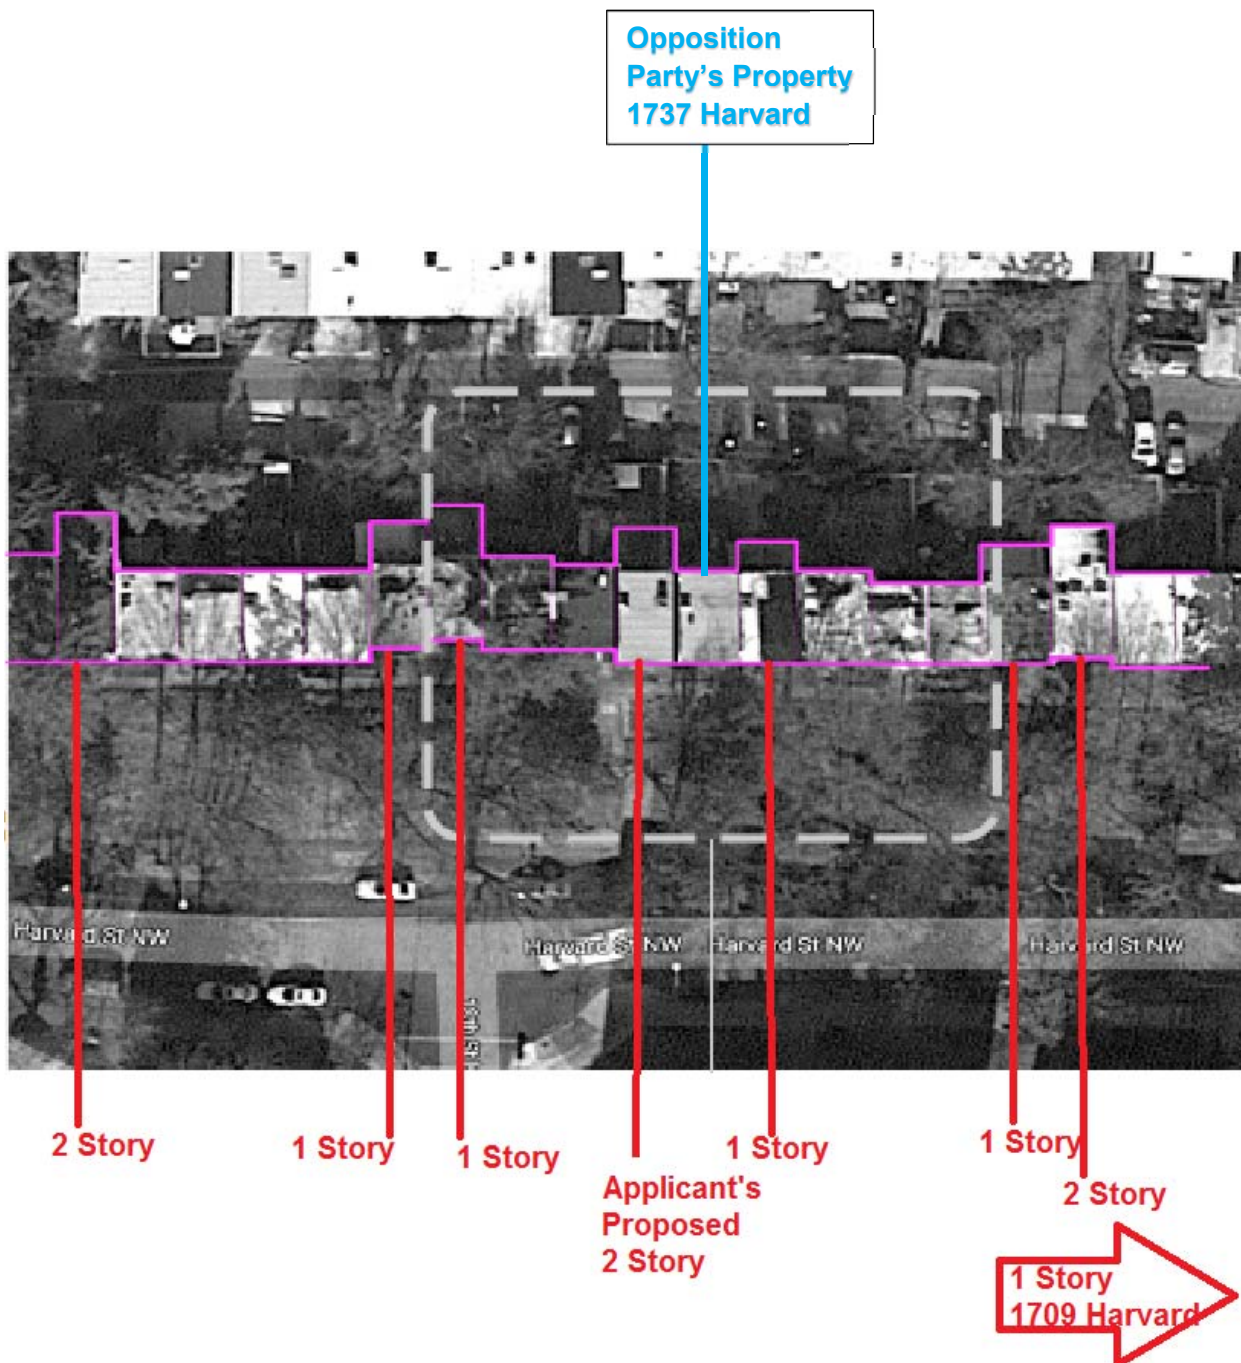 Opposition
Party’s Property
1737 Harvard
Harvard St NW
Harvard St NW
Harvard St NW
Harvard St NW
2 Story
1 Story
1 Story
Applicant's
Proposed
2 Story
1 Story
1 Story
2 Story
1 Story
1709 Harvard